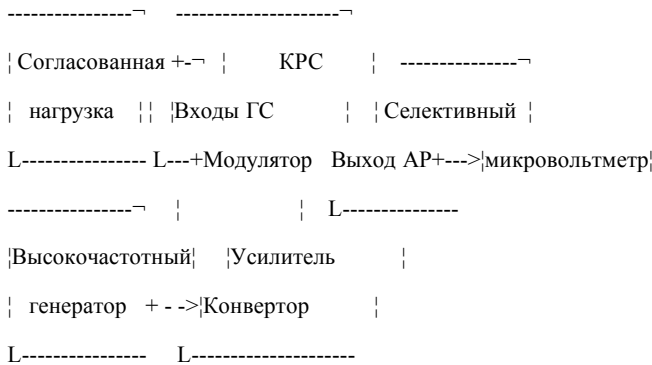 ----------------¬ ---------------------¬
¦ Согласованная +-¬ ¦ КРС ¦ ---------------¬
¦ нагрузка ¦¦ ¦Входы ГС ¦ ¦ Селективный ¦
L---------------- L---+Модулятор Выход АР+--->¦микровольтметр¦
----------------¬ ¦ ¦ L---------------
¦Высокочастотный¦ ¦Усилитель ¦
¦ генератор + - ->¦Конвертор ¦
L---------------- L---------------------